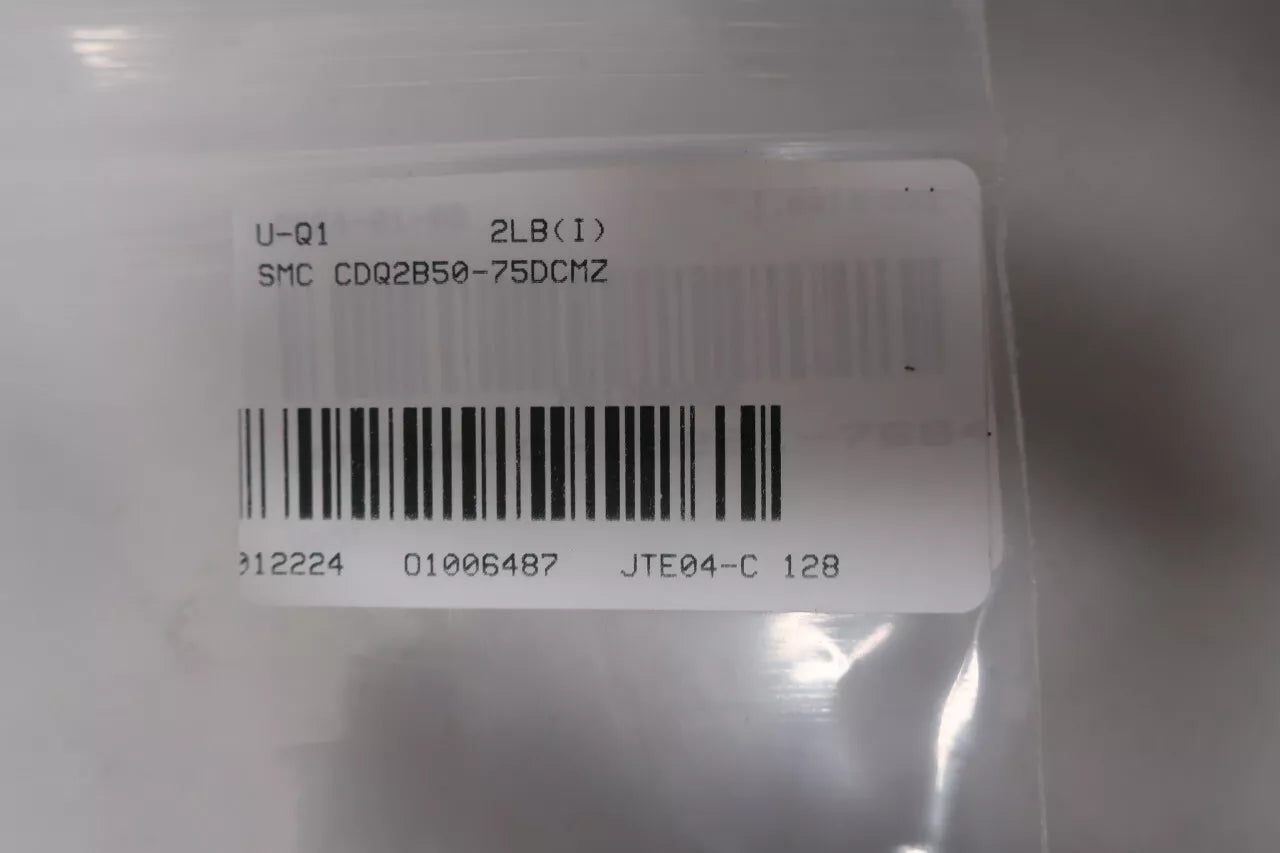 U-Q1 2LB(I)
SMC CDQ2B50-75DCMZ
012224 01006487 JTE04-C 128